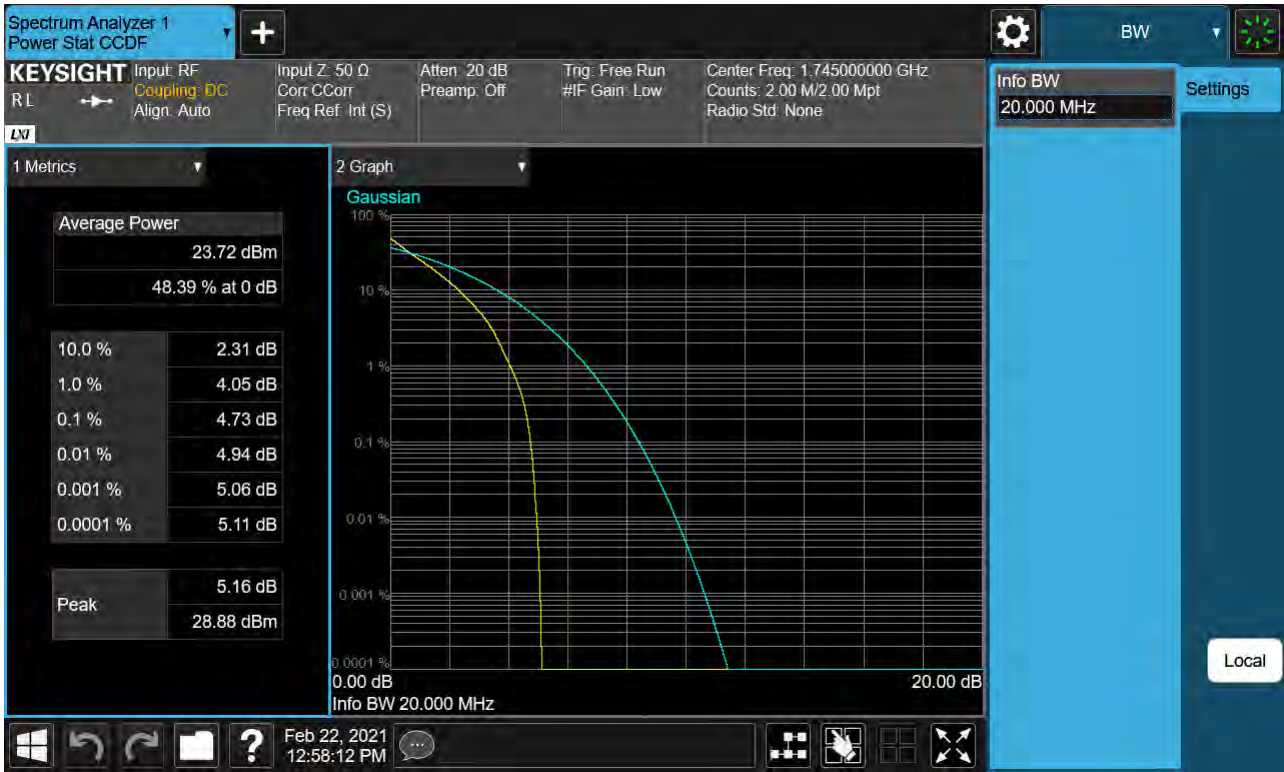 Spectrum Analyzer 1
Power Stat CCDF
BW
KEYSIGHT
R L
LXI
Input: RF
Coupling: DC
Align: Auto
Input Z: 50 Ω
Corr CCorr
Freq Ref: Int (S)
Atten: 20 dB
Preamp: Off
Trig: Free Run
#IF Gain: Low
Center Freq: 1.745000000 GHz
Counts: 2.00 M/2.00 Mpt
Radio Std: None
Info BW
20.000 MHz
Settings
1 Metrics
Average Power
23.72 dBm
48.39 % at 0 dB
10.0 % 2.31 dB
1.0 % 4.05 dB
0.1 % 4.73 dB
0.01 % 4.94 dB
0.001 % 5.06 dB
0.0001 % 5.11 dB
Peak
5.16 dB
28.88 dBm
2 Graph
Gaussian
100 %
10 %
1 %
0.1 %
0.01 %
0.001 %
0.0001 %
0.00 dB 20.00 dB
Info BW 20.000 MHz
Local
?
Feb 22, 2021
12:58:12 PM